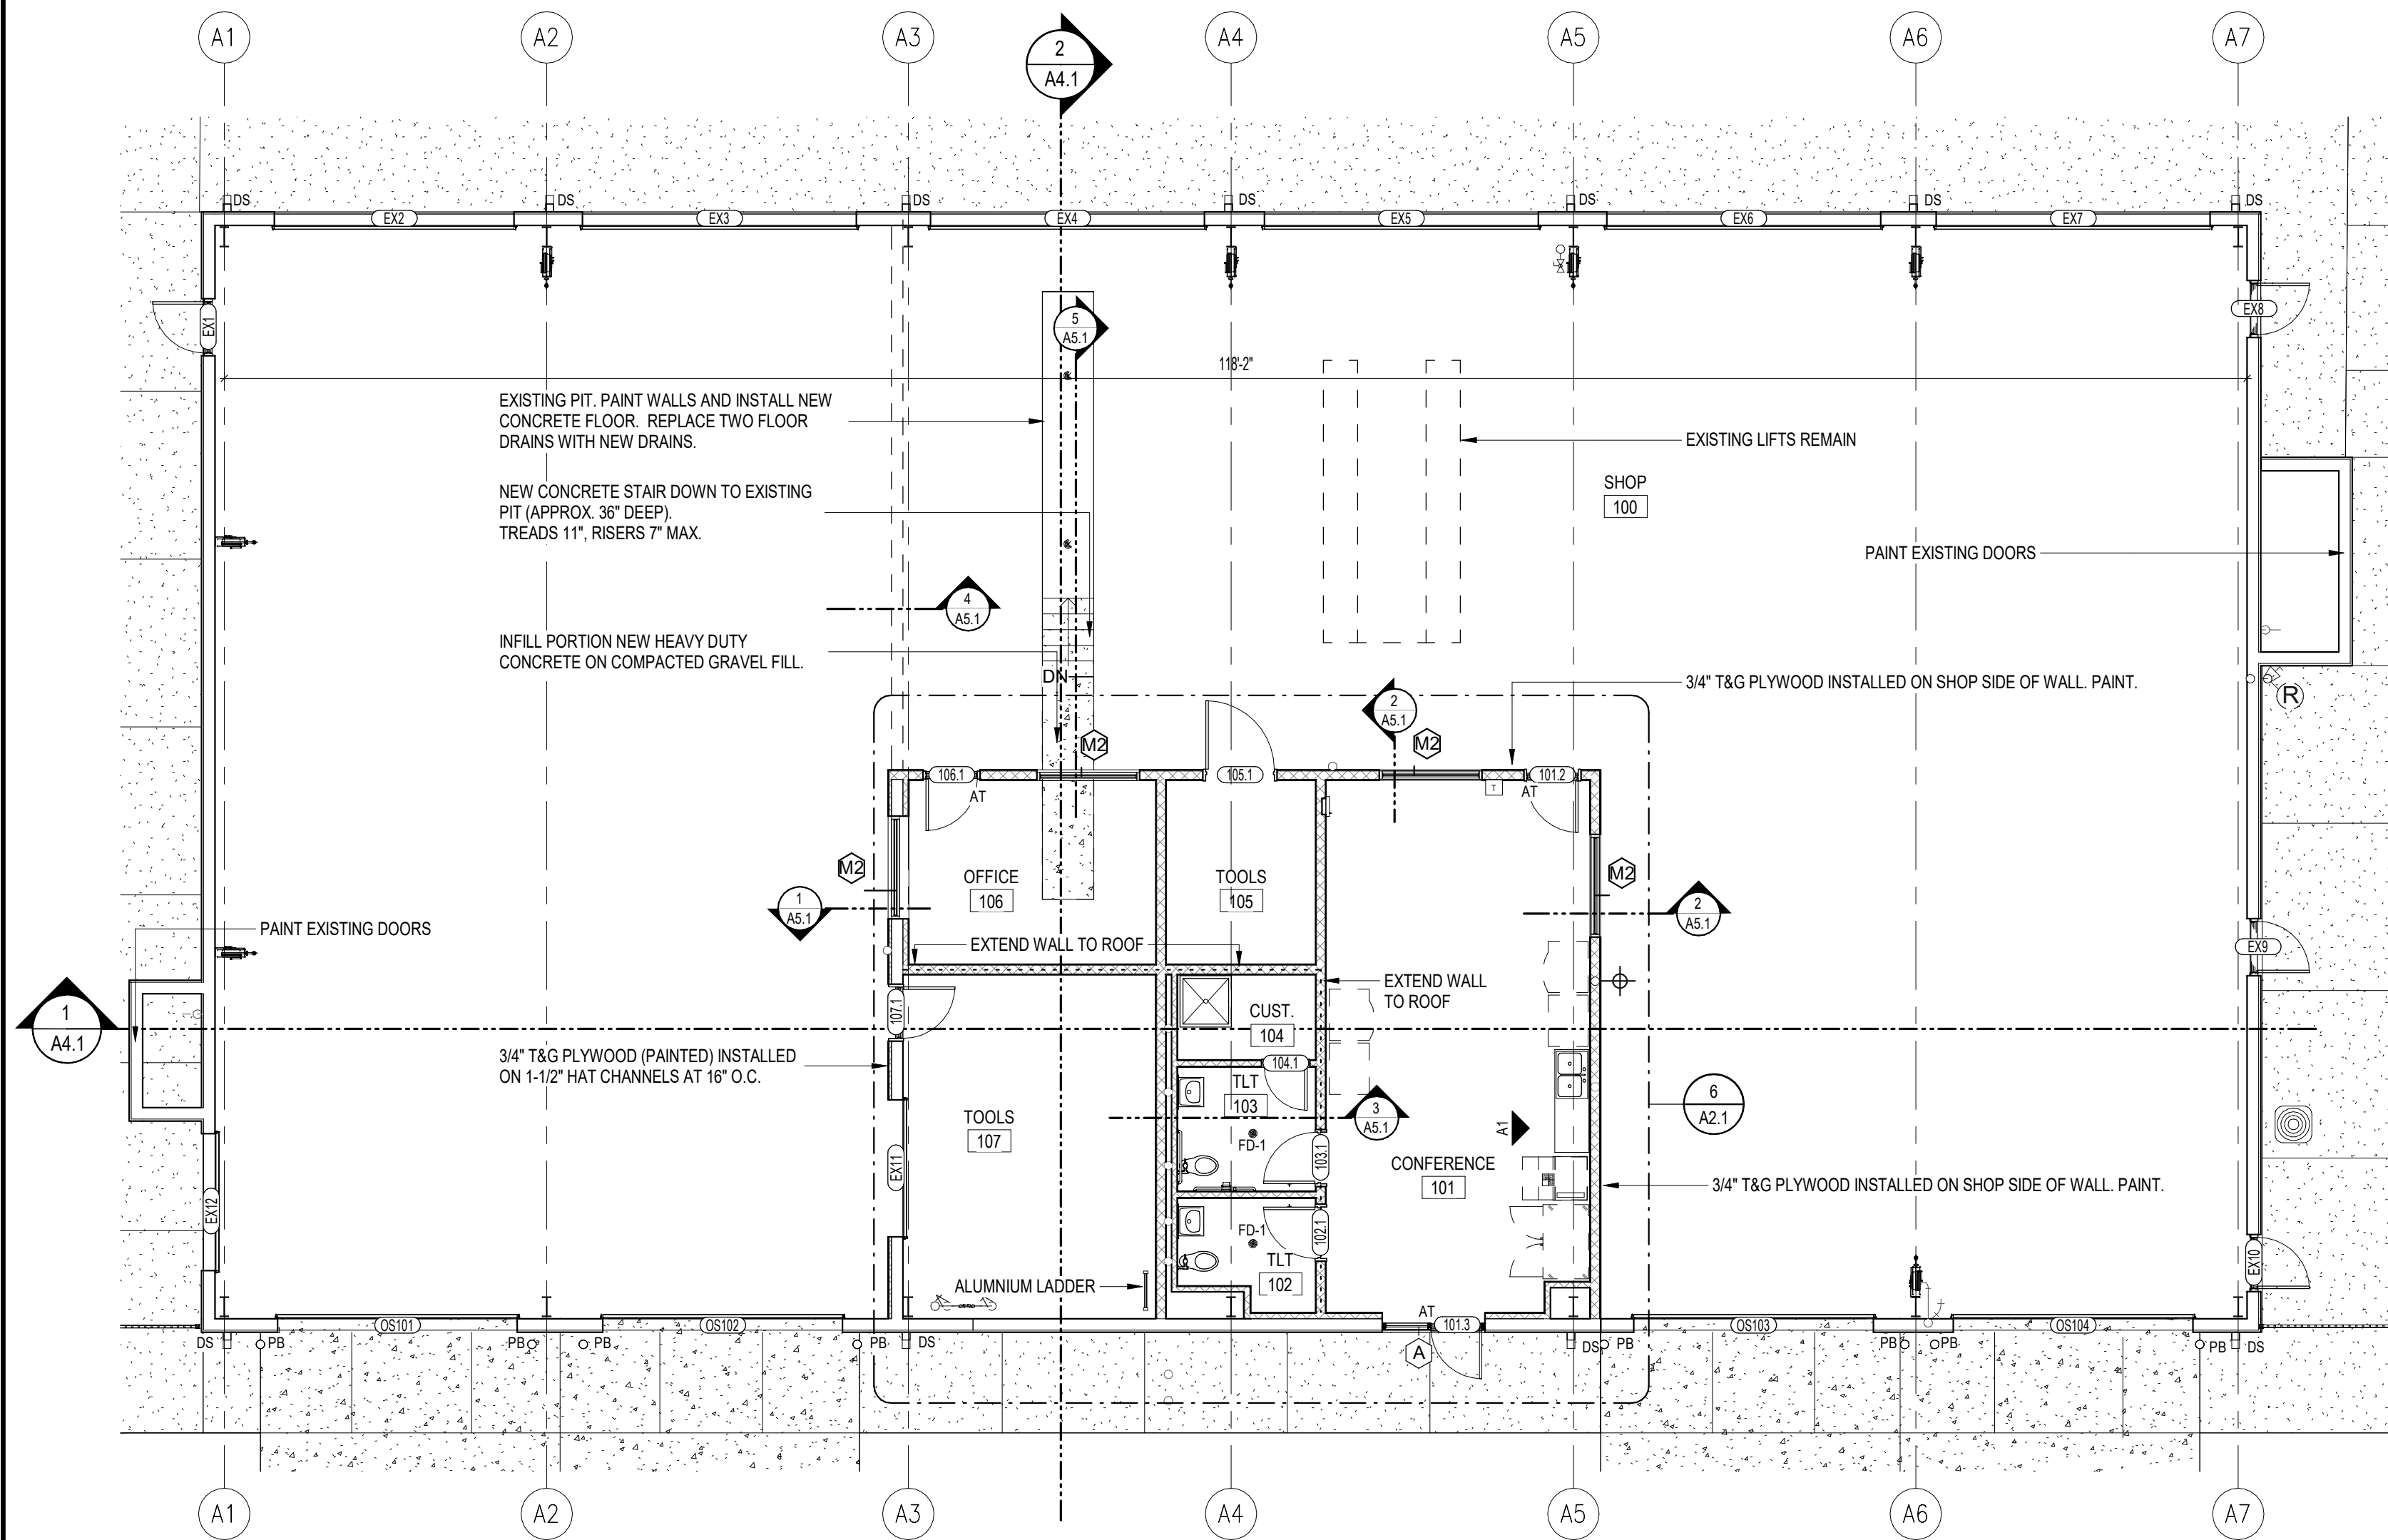 A1
A2
A3
2
A4.1
A4
A5
A6
A7
DS
DS
DS
DS
DS
DS
DS
EX2
EX3
EX4
EX5
EX6
EX7
EX1
EX8
5
A5.1
118'-2"
EXISTING PIT. PAINT WALLS AND INSTALL NEW
CONCRETE FLOOR. REPLACE TWO FLOOR
DRAINS WITH NEW DRAINS.
EXISTING LIFTS REMAIN
NEW CONCRETE STAIR DOWN TO EXISTING
PIT (APPROX. 36" DEEP).
TREADS 11", RISERS 7" MAX.
SHOP
100
PAINT EXISTING DOORS
4
A5.1
INFILL PORTION NEW HEAVY DUTY
CONCRETE ON COMPACTED GRAVEL FILL.
DN
3/4" T&G PLYWOOD INSTALLED ON SHOP SIDE OF WALL. PAINT.
R
2
A5.1
M2
M2
106.1
105.1
101.2
AT
T
AT
M2
M2
OFFICE
106
TOOLS
105
1
A5.1
2
A5.1
PAINT EXISTING DOORS
EXTEND WALL TO ROOF
EX9
EXTEND WALL
TO ROOF
107.1
CUST.
104
1
A4.1
3/4" T&G PLYWOOD (PAINTED) INSTALLED
ON 1-1/2" HAT CHANNELS AT 16" O.C.
104.1
TLT
103
6
A2.1
TOOLS
107
3
A5.1
A1
FD-1
103.1
EX11
CONFERENCE
101
3/4" T&G PLYWOOD INSTALLED ON SHOP SIDE OF WALL. PAINT.
EX12
FD-1
102.1
TLT
102
EX10
ALUMNIUM LADDER
AT
OS101
OS102
101.3
OS103
OS104
DS
PB
PB
PB
PB
DS
A
DS
PB
PB
PB
PB
DS
A1
A2
A3
A4
A5
A6
A7